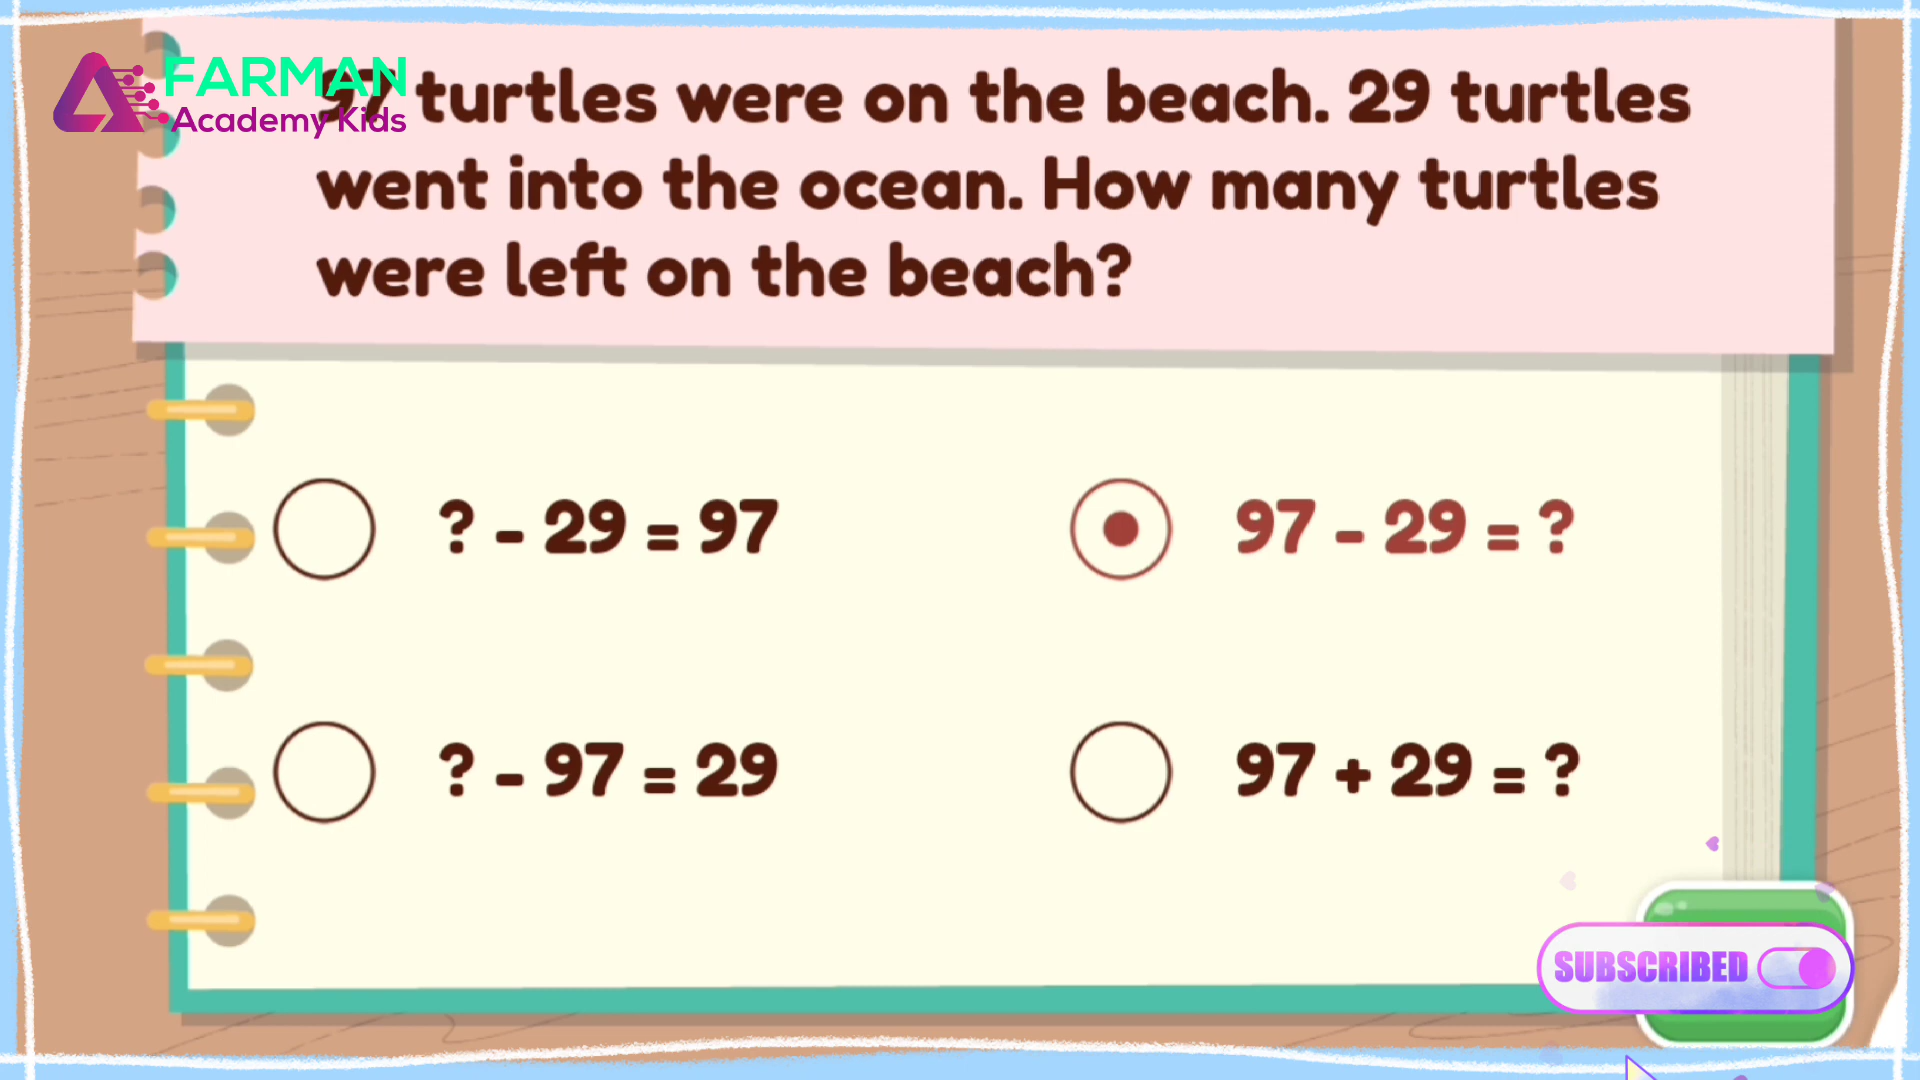 FARMAN
Academy Kids
97 turtles were on the beach. 29 turtles
went into the ocean. How many turtles
were left on the beach?
? - 29 = 97
97 - 29 = ?
? - 97 = 29
97 + 29 = ?
SUBSCRIBED